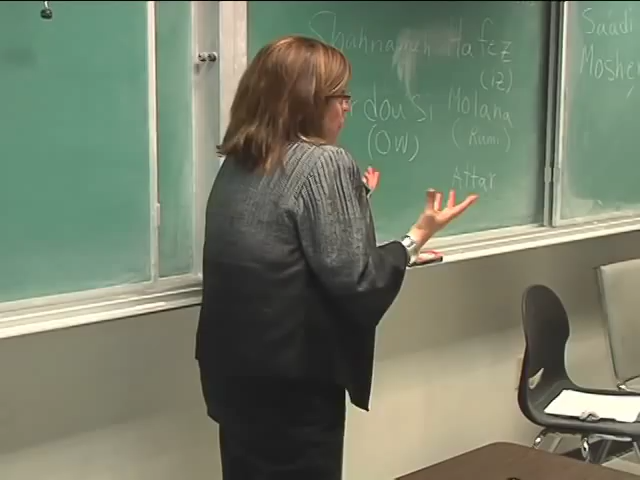 Shahnameh Hafez Saadi
(12) Moshe
dousi Molana
(OW) (Rumi)
Attar